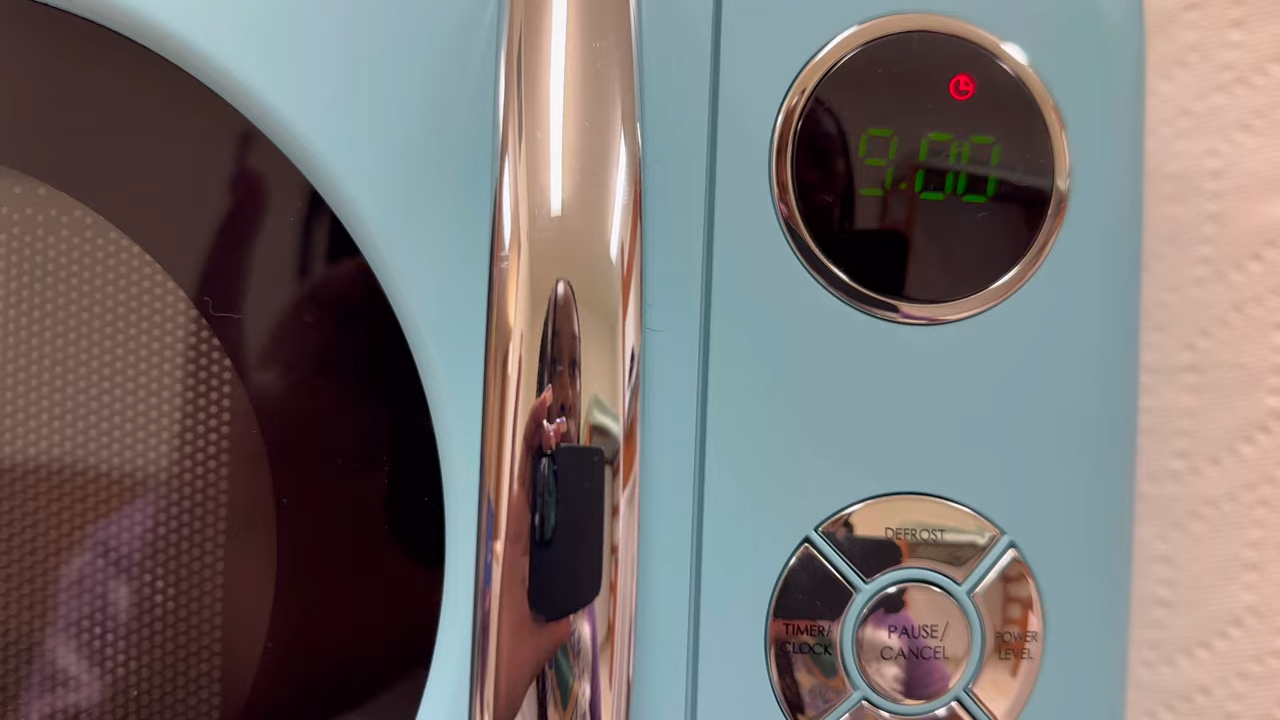 9.00
DEFROST
TIMER/
CLOCK
PAUSE/
CANCEL
POWER
LEVEL